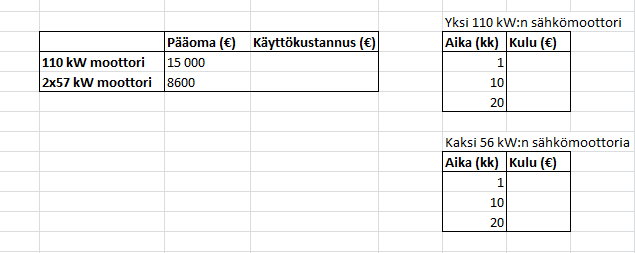 Yksi 110 kW:n sähkömoottori
Pääoma (€) Käyttökustannus (€)
110 kW moottori 15 000
2x57 kW moottori 8600
Aika (kk) Kulu (€)
1
10
20
Kaksi 56 kW:n sähkömoottoria
Aika (kk) Kulu (€)
1
10
20